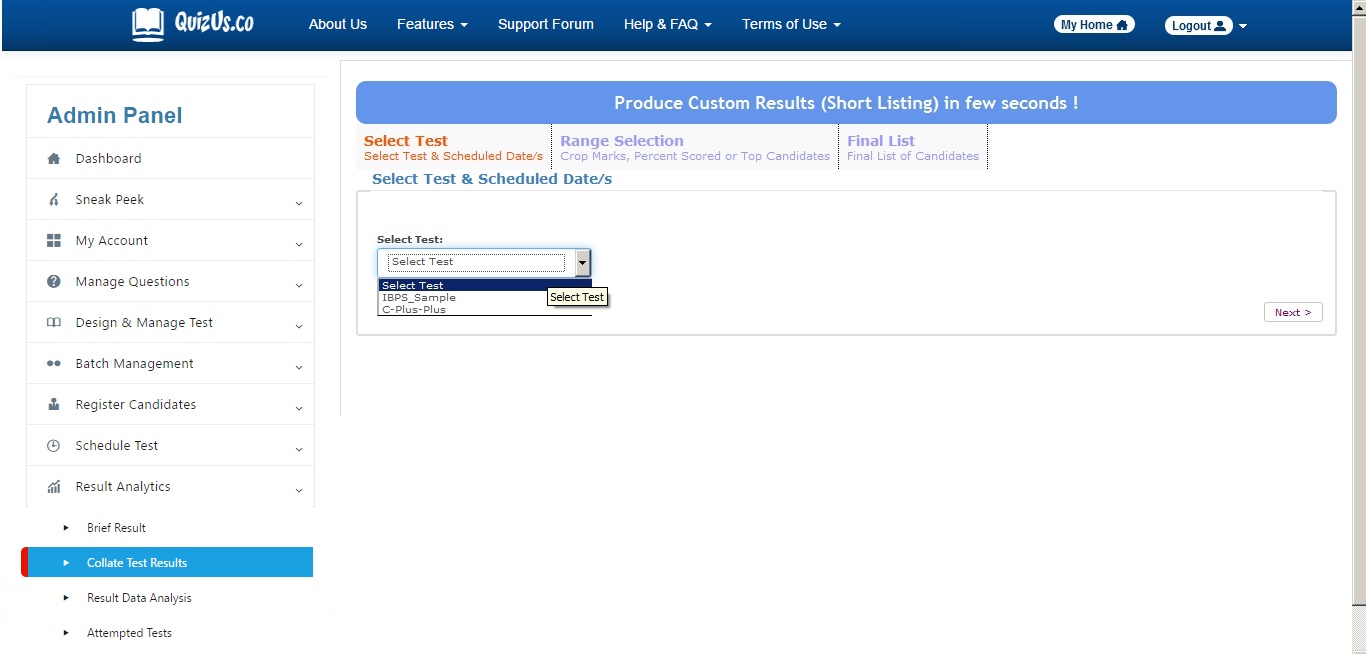 QuizUs.co
About Us Features Support Forum Help & FAQ Terms of Use My Home Logout
Admin Panel
Dashboard
Sneak Peek
My Account
Manage Questions
Design & Manage Test
Batch Management
Register Candidates
Schedule Test
Result Analytics
Brief Result
Collate Test Results
Result Data Analysis
Attempted Tests
Produce Custom Results (Short Listing) in few seconds !
Select Test
Select Test & Scheduled Date/s
Range Selection
Crop Marks, Percent Scored or Top Candidates
Final List
Final List of Candidates
Select Test & Scheduled Date/s
Select Test:
Select Test
Select Test
IBPS_Sample
C-Plus-Plus
Select Test
Next >